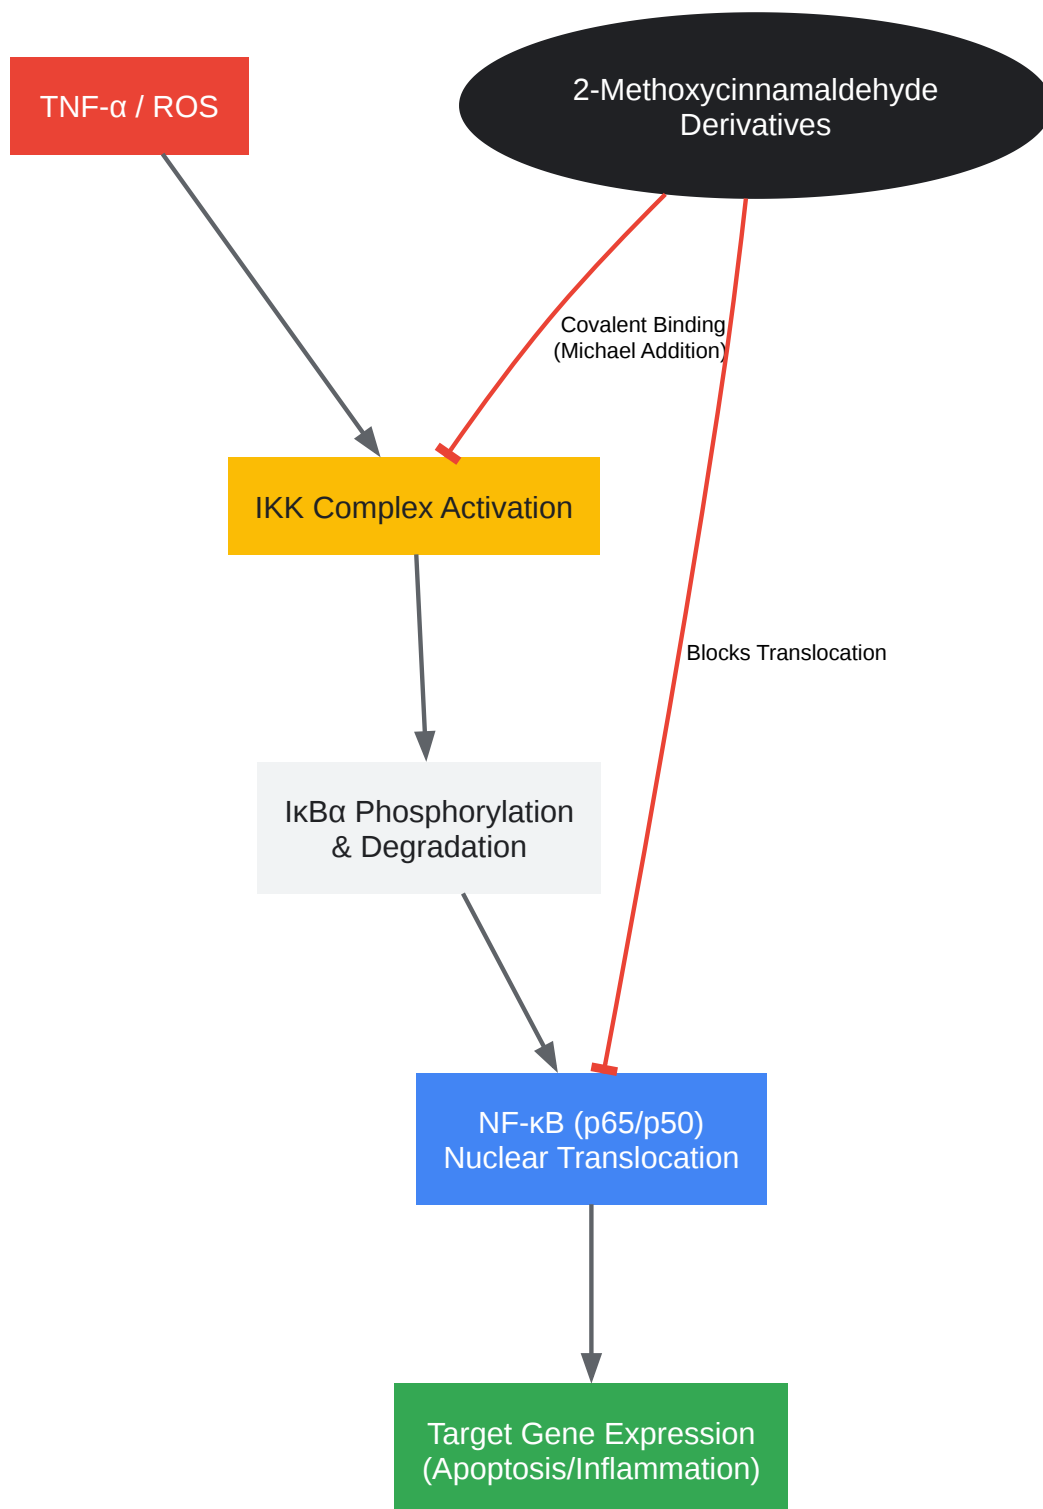 TNF-α / ROS
2-Methoxycinnamaldehyde
Derivatives
Covalent Binding
(Michael Addition)
IKK Complex Activation
Blocks Translocation
IκBα Phosphorylation
& Degradation
NF-κB (p65/p50)
Nuclear Translocation
Target Gene Expression
(Apoptosis/Inflammation)